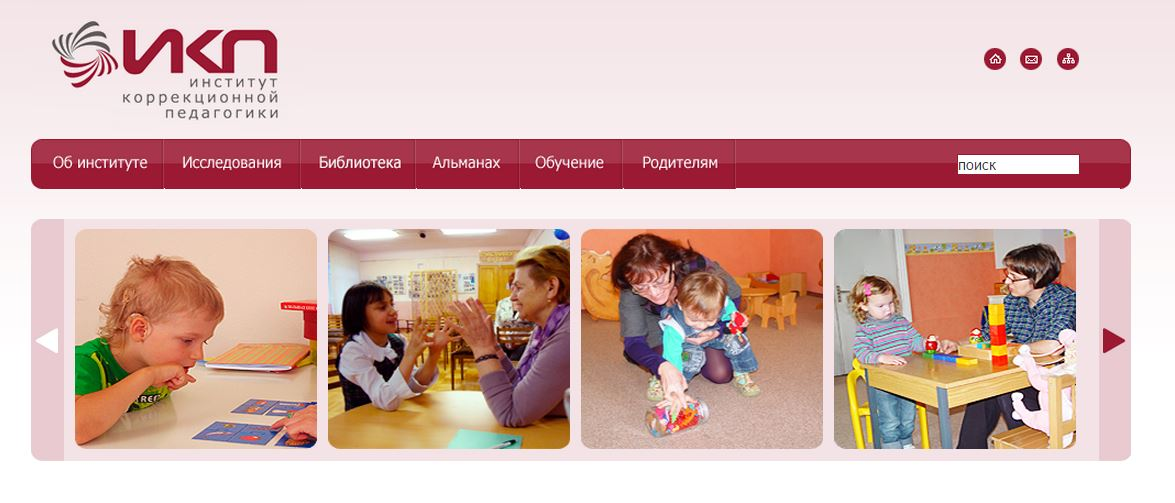 ИКП
институт
коррекционной
педагогики
Об институте Исследования Библиотека Альманах Обучение Родителям поиск